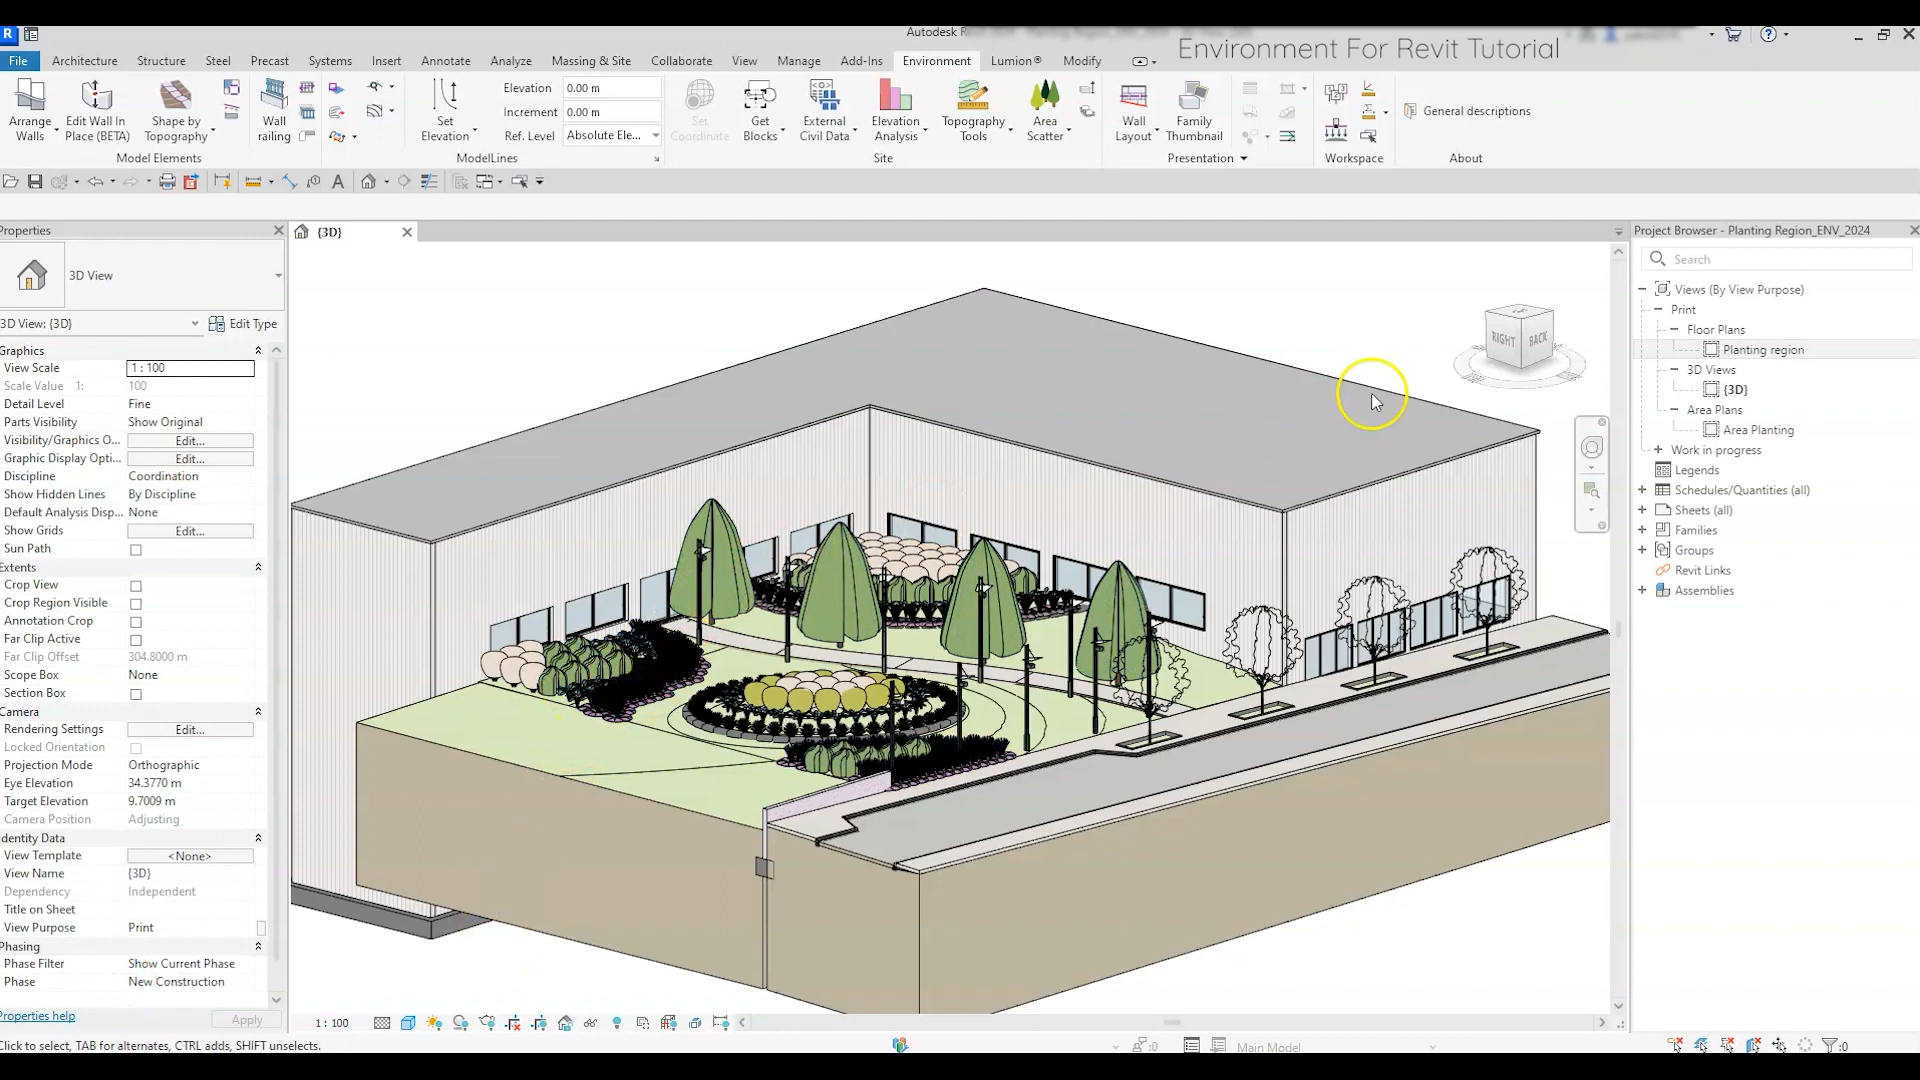 Autodesk R
Environment For Revit Tutorial
File Architecture Structure Steel Precast Systems Insert Annotate Analyze Massing & Site Collaborate View Manage Add-Ins Environment Lumion® Modify
Arrange Walls
Edit Wall In Place (BETA)
Shape by Topography
Wall railing
Set Elevation
Elevation 0.00 m
Increment 0.00 m
Ref. Level Absolute Ele...
Set Coordinate
Get Blocks
External Civil Data
Elevation Analysis
Topography Tools
Area Scatter
Wall Layout
Family Thumbnail
General descriptions
Model Elements ModelLines Site Presentation Workspace About
Properties
{3D}
Project Browser - Planting Region_ENV_2024
3D View
3D View: {3D} Edit Type
Graphics
View Scale 1 : 100
Scale Value 1: 100
Detail Level Fine
Parts Visibility Show Original
Visibility/Graphics O... Edit...
Graphic Display Opti... Edit...
Discipline Coordination
Show Hidden Lines By Discipline
Default Analysis Disp... None
Show Grids Edit...
Sun Path
Extents
Crop View
Crop Region Visible
Annotation Crop
Far Clip Active
Far Clip Offset 304.8000 m
Scope Box None
Section Box
Camera
Rendering Settings Edit...
Locked Orientation
Projection Mode Orthographic
Eye Elevation 34.3770 m
Target Elevation 9.7009 m
Camera Position Adjusting
Identity Data
View Template <None>
View Name {3D}
Dependency Independent
Title on Sheet
View Purpose Print
Phasing
Phase Filter Show Current Phase
Phase New Construction
Properties help Apply
RIGHT BACK
Search
Views (By View Purpose)
Print
Floor Plans
Planting region
3D Views
{3D}
Area Plans
Area Planting
Work in progress
Legends
Schedules/Quantities (all)
Sheets (all)
Families
Groups
Revit Links
Assemblies
1 : 100
Click to select, TAB for alternates, CTRL adds, SHIFT unselects.
:0
Main Model
:0